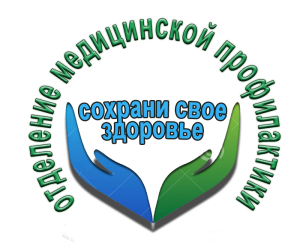 отделение медицинской профилактики
сохрани свое
здоровье